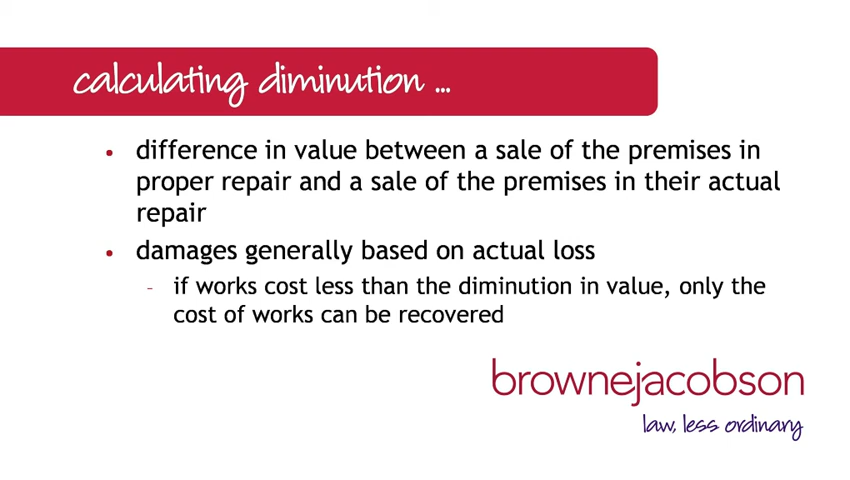 calculating diminution ...
• difference in value between a sale of the premises in
proper repair and a sale of the premises in their actual
repair
• damages generally based on actual loss
- if works cost less than the diminution in value, only the
cost of works can be recovered
brownejacobson
law, less ordinary